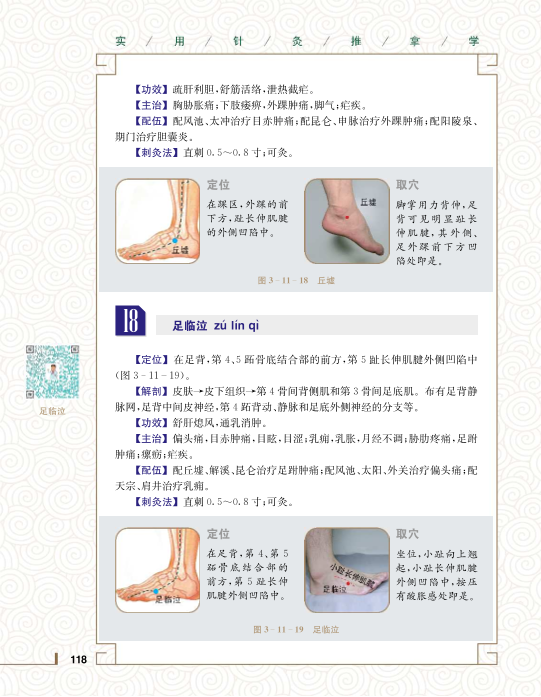 实 / 用 / 针 / 灸 / 推 / 拿 / 学
【功效】疏肝利胆,舒筋活络,泄热截疟。
【主治】胸胁胀痛;下肢痿痹,外踝肿痛,脚气;疟疾。
【配伍】配风池、太冲治疗目赤肿痛;配昆仑、申脉治疗外踝肿痛;配阳陵泉、
期门治疗胆囊炎。
【刺灸法】直刺0.5～0.8寸;可灸。
定位
在踝区,外踝的前
下方,趾长伸肌腱
的外侧凹陷中。
丘墟
丘墟
取穴
脚掌用力背伸,足
背可见明显趾长
伸肌腱,其外侧、
足外踝前下方凹
陷处即是。
图3-11-18 丘墟
18
足临泣 zú lín qì
【定位】在足背,第4、5跖骨底结合部的前方,第5趾长伸肌腱外侧凹陷中
(图3-11-19)。
【解剖】皮肤→皮下组织→第4骨间背侧肌和第3骨间足底肌。布有足背静
脉网,足背中间皮神经,第4跖背动、静脉和足底外侧神经的分支等。
【功效】舒肝熄风,通乳消肿。
【主治】偏头痛,目赤肿痛,目眩,目涩;乳痈,乳胀,月经不调;胁肋疼痛,足跗
肿痛;瘰疬;疟疾。
【配伍】配丘墟、解溪、昆仑治疗足跗肿痛;配风池、太阳、外关治疗偏头痛;配
天宗、肩井治疗乳痈。
【刺灸法】直刺0.5～0.8寸;可灸。
足临泣
定位
在足背,第4、第5
跖骨底结合部的
前方,第5趾长伸
肌腱外侧凹陷中。
足临泣
小趾长伸肌腱
足临泣
取穴
坐位,小趾向上翘
起,小趾长伸肌腱
外侧凹陷中,按压
有酸胀感处即是。
图3-11-19 足临泣
118